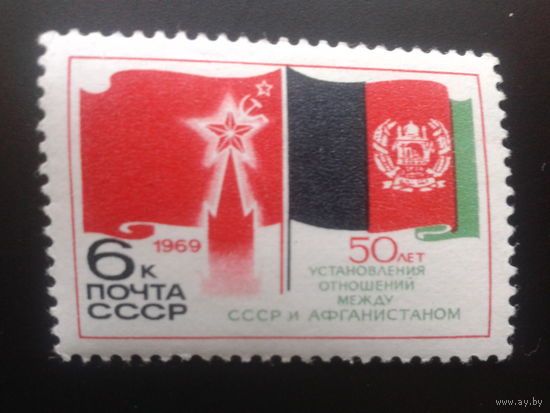 1969
6к
ПОЧТА
СССР
50 ЛЕТ
УСТАНОВЛЕНИЯ
ОТНОШЕНИЙ
МЕЖДУ
СССР И АФГАНИСТАНОМ
© www.ay.by